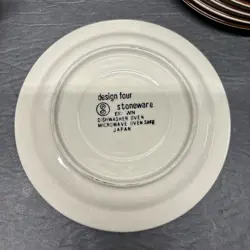 design four
stoneware
DISHWASHER OVEN
MICROWAVE OVEN SAFE
JAPAN